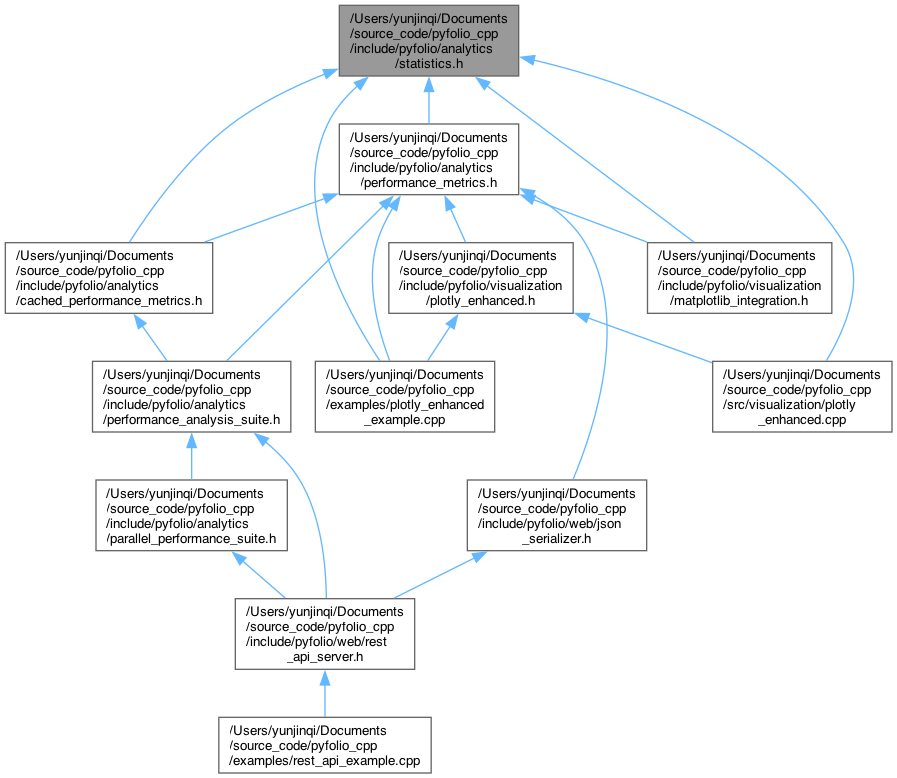 /Users/yunjinqi/Documents
/source_code/pyfolio_cpp
/include/pyfolio/analytics
/statistics.h
/Users/yunjinqi/Documents
/source_code/pyfolio_cpp
/include/pyfolio/analytics
/performance_metrics.h
/Users/yunjinqi/Documents
/source_code/pyfolio_cpp
/include/pyfolio/analytics
/cached_performance_metrics.h
/Users/yunjinqi/Documents
/source_code/pyfolio_cpp
/include/pyfolio/visualization
/plotly_enhanced.h
/Users/yunjinqi/Documents
/source_code/pyfolio_cpp
/include/pyfolio/visualization
/matplotlib_integration.h
/Users/yunjinqi/Documents
/source_code/pyfolio_cpp
/include/pyfolio/analytics
/performance_analysis_suite.h
/Users/yunjinqi/Documents
/source_code/pyfolio_cpp
/examples/plotly_enhanced
_example.cpp
/Users/yunjinqi/Documents
/source_code/pyfolio_cpp
/src/visualization/plotly
_enhanced.cpp
/Users/yunjinqi/Documents
/source_code/pyfolio_cpp
/include/pyfolio/analytics
/parallel_performance_suite.h
/Users/yunjinqi/Documents
/source_code/pyfolio_cpp
/include/pyfolio/web/json
_serializer.h
/Users/yunjinqi/Documents
/source_code/pyfolio_cpp
/include/pyfolio/web/rest
_api_server.h
/Users/yunjinqi/Documents
/source_code/pyfolio_cpp
/examples/rest_api_example.cpp